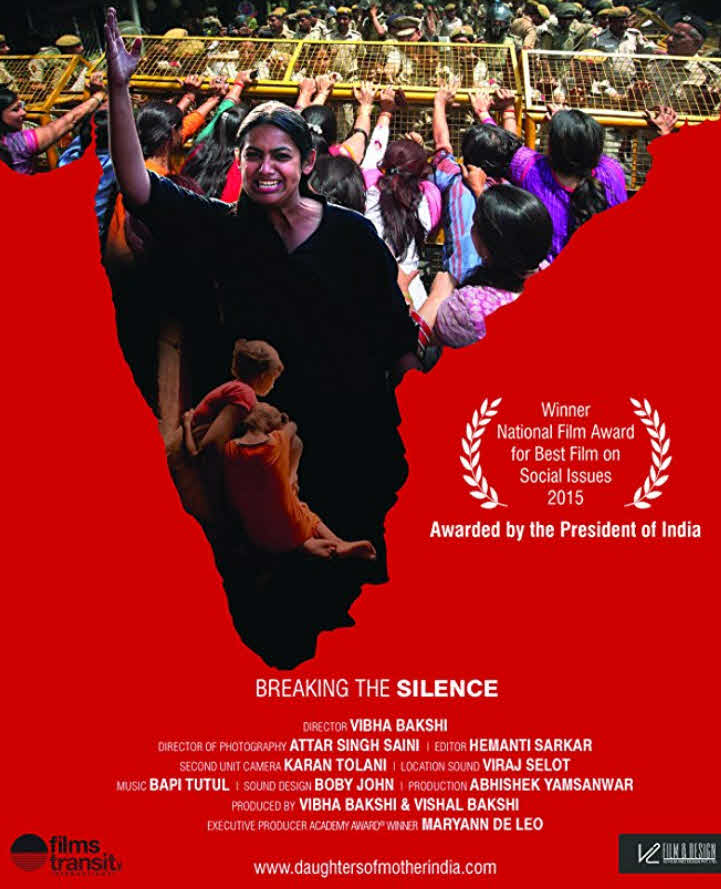 Winner
National Film Award
for Best Film on
Social Issues
2015
Awarded by the President of India
BREAKING THE SILENCE
DIRECTOR VIBHA BAKSHI
DIRECTOR OF PHOTOGRAPHY ATTAR SINGH SAINI | EDITOR HEMANTI SARKAR
SECOND UNIT CAMERA KARAN TOLANI | LOCATION SOUND VIRAJ SELOT
MUSIC BAPI TUTUL | SOUND DESIGN BOBY JOHN | PRODUCTION ABHISHEK YAMSANWAR
PRODUCED BY VIBHA BAKSHI & VISHAL BAKSHI
EXECUTIVE PRODUCER ACADEMY AWARD® WINNER MARYANN DE LEO
films
transit
INTERNATIONAL
www.daughtersofmotherindia.com
FILM & DESIGN